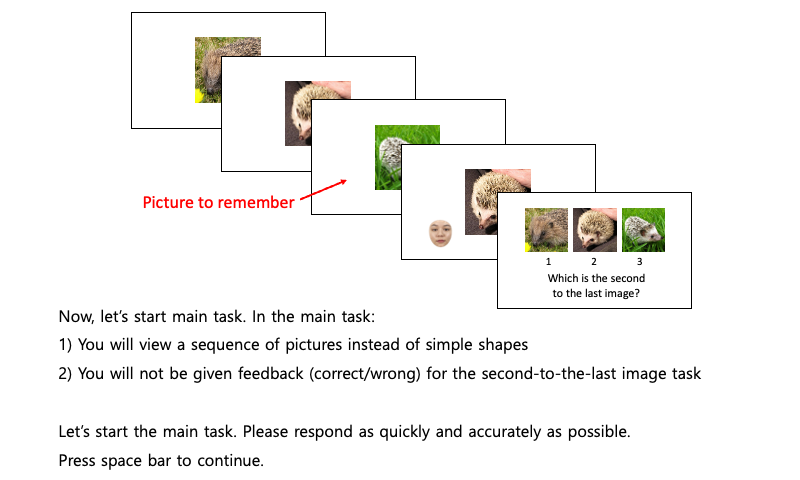 Picture to remember
1 2 3
Which is the second
to the last image?
Now, let's start main task. In the main task:
1) You will view a sequence of pictures instead of simple shapes
2) You will not be given feedback (correct/wrong) for the second-to-the-last image task
Let's start the main task. Please respond as quickly and accurately as possible.
Press space bar to continue.